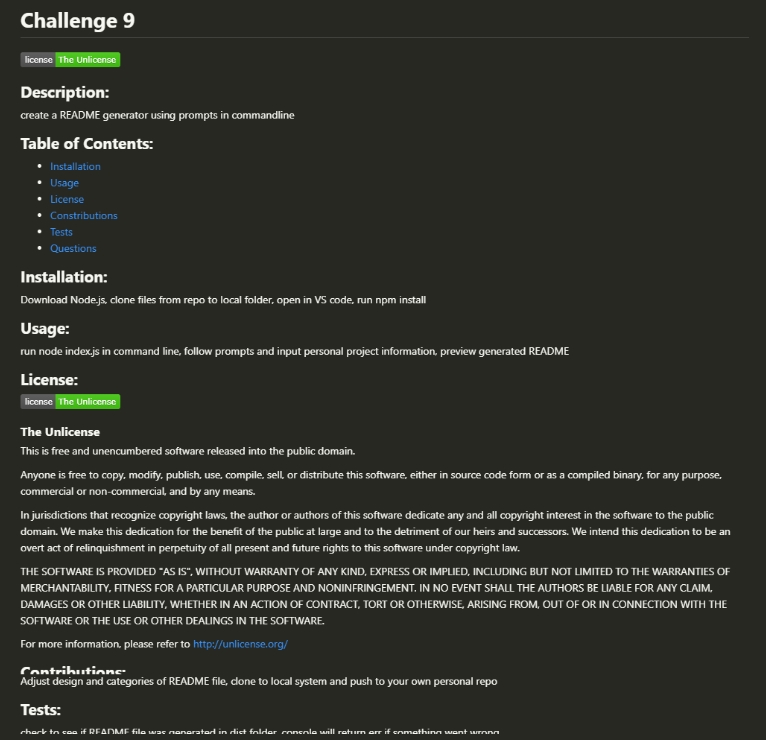 Challenge 9
license The Unlicense
Description:
create a README generator using prompts in commandline
Table of Contents:
Installation
Usage
License
Constributions
Tests
Questions
Installation:
Download Node.js, clone files from repo to local folder, open in VS code, run npm install
Usage:
run node index.js in command line, follow prompts and input personal project information, preview generated README
License:
license The Unlicense
The Unlicense
This is free and unencumbered software released into the public domain.
Anyone is free to copy, modify, publish, use, compile, sell, or distribute this software, either in source code form or as a compiled binary, for any purpose,
commercial or non-commercial, and by any means.
In jurisdictions that recognize copyright laws, the author or authors of this software dedicate any and all copyright interest in the software to the public
domain. We make this dedication for the benefit of the public at large and to the detriment of our heirs and successors. We intend this dedication to be an
overt act of relinquishment in perpetuity of all present and future rights to this software under copyright law.
THE SOFTWARE IS PROVIDED "AS IS", WITHOUT WARRANTY OF ANY KIND, EXPRESS OR IMPLIED, INCLUDING BUT NOT LIMITED TO THE WARRANTIES OF
MERCHANTABILITY, FITNESS FOR A PARTICULAR PURPOSE AND NONINFRINGEMENT. IN NO EVENT SHALL THE AUTHORS BE LIABLE FOR ANY CLAIM,
DAMAGES OR OTHER LIABILITY, WHETHER IN AN ACTION OF CONTRACT, TORT OR OTHERWISE, ARISING FROM, OUT OF OR IN CONNECTION WITH THE
SOFTWARE OR THE USE OR OTHER DEALINGS IN THE SOFTWARE.
For more information, please refer to http://unlicense.org/
Contributions:
Adjust design and categories of README file, clone to local system and push to your own personal repo
Tests:
check to see if README file was generated in dist folder, console will return err if something went wrong